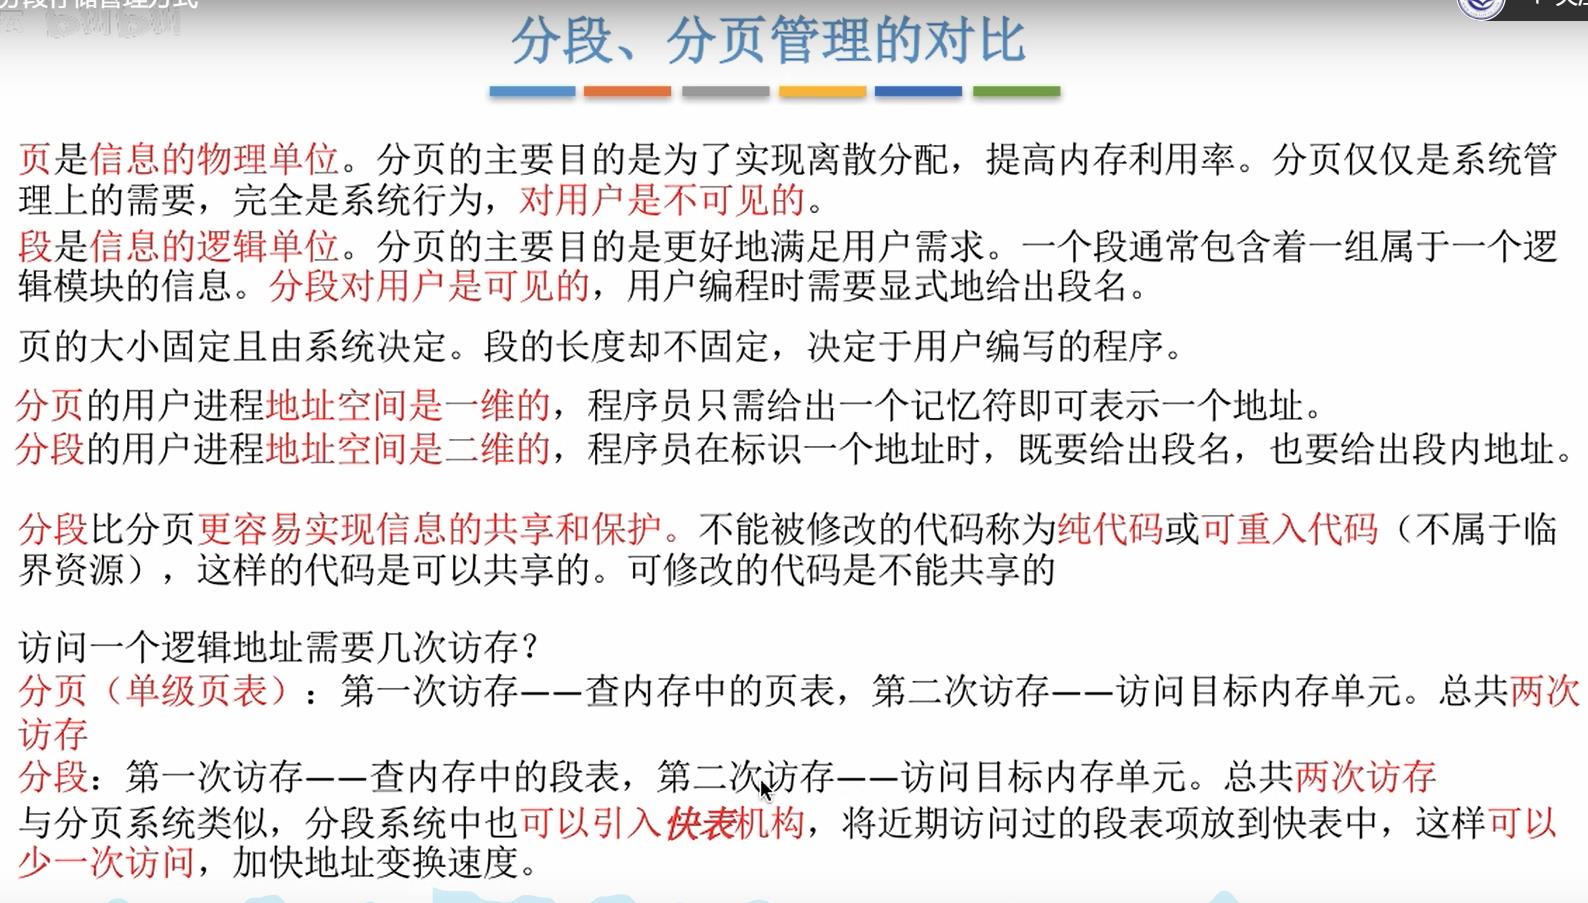 分段存储管理方式
分段、分页管理的对比
页是信息的物理单位。分页的主要目的是为了实现离散分配，提高内存利用率。分页仅仅是系统管
理上的需要，完全是系统行为，对用户是不可见的。
段是信息的逻辑单位。分页的主要目的是更好地满足用户需求。一个段通常包含着一组属于一个逻
辑模块的信息。分段对用户是可见的，用户编程时需要显式地给出段名。
页的大小固定且由系统决定。段的长度却不固定，决定于用户编写的程序。
分页的用户进程地址空间是一维的，程序员只需给出一个记忆符即可表示一个地址。
分段的用户进程地址空间是二维的，程序员在标识一个地址时，既要给出段名，也要给出段内地址。
分段比分页更容易实现信息的共享和保护。不能被修改的代码称为纯代码或可重入代码（不属于临
界资源），这样的代码是可以共享的。可修改的代码是不能共享的
访问一个逻辑地址需要几次访存？
分页（单级页表）：第一次访存——查内存中的页表，第二次访存——访问目标内存单元。总共两次
访存
分段：第一次访存——查内存中的段表，第二次访存——访问目标内存单元。总共两次访存
与分页系统类似，分段系统中也可以引入快表机构，将近期访问过的段表项放到快表中，这样可以
少一次访问，加快地址变换速度。